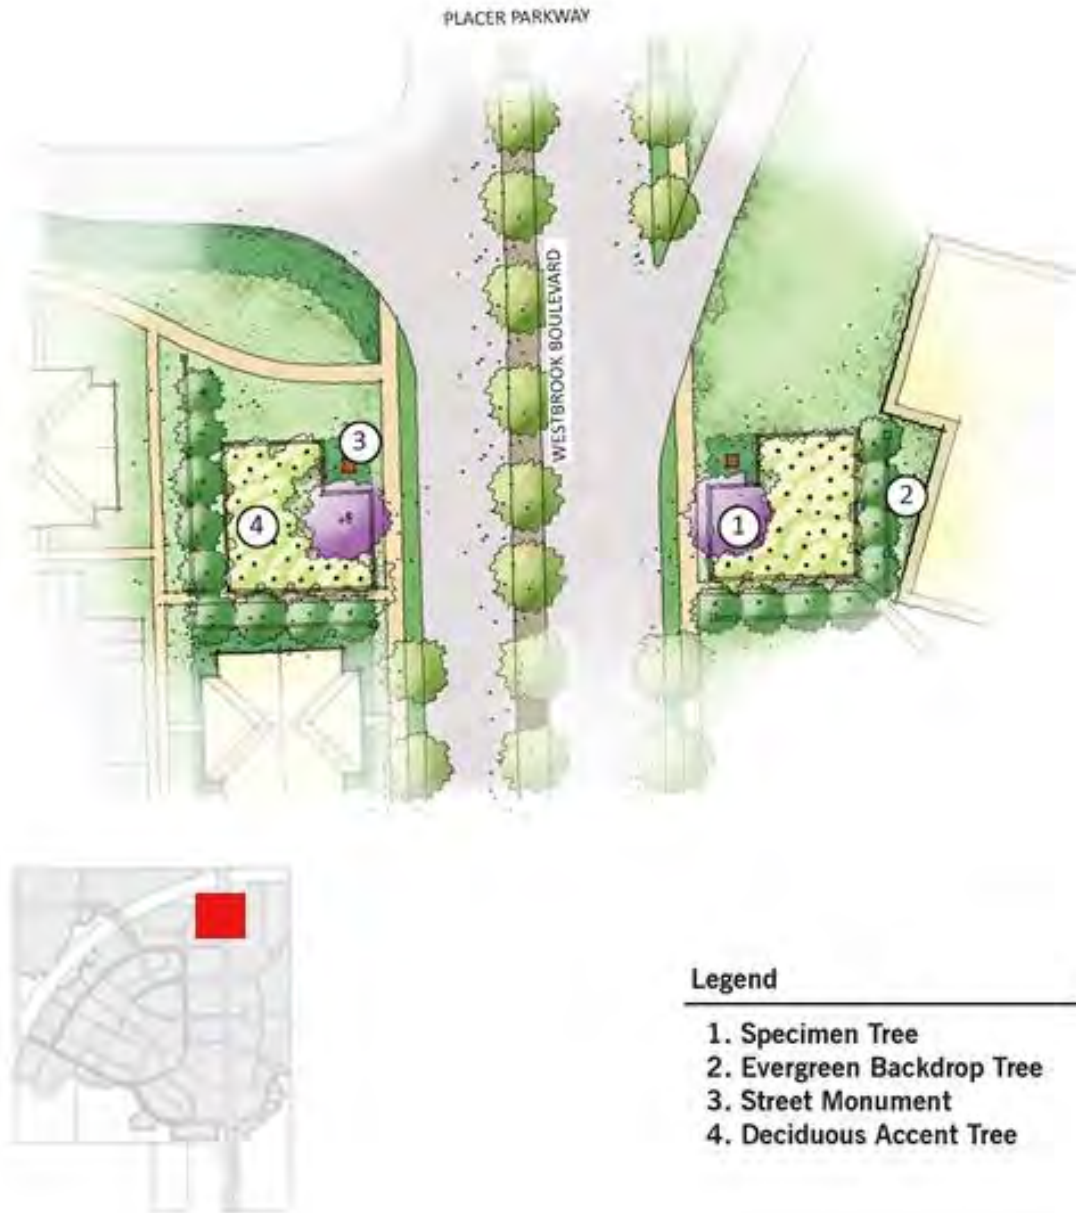 PLACER PARKWAY
WESTBROOK BOULEVARD
3
4
1
2
Legend
1. Specimen Tree
2. Evergreen Backdrop Tree
3. Street Monument
4. Deciduous Accent Tree